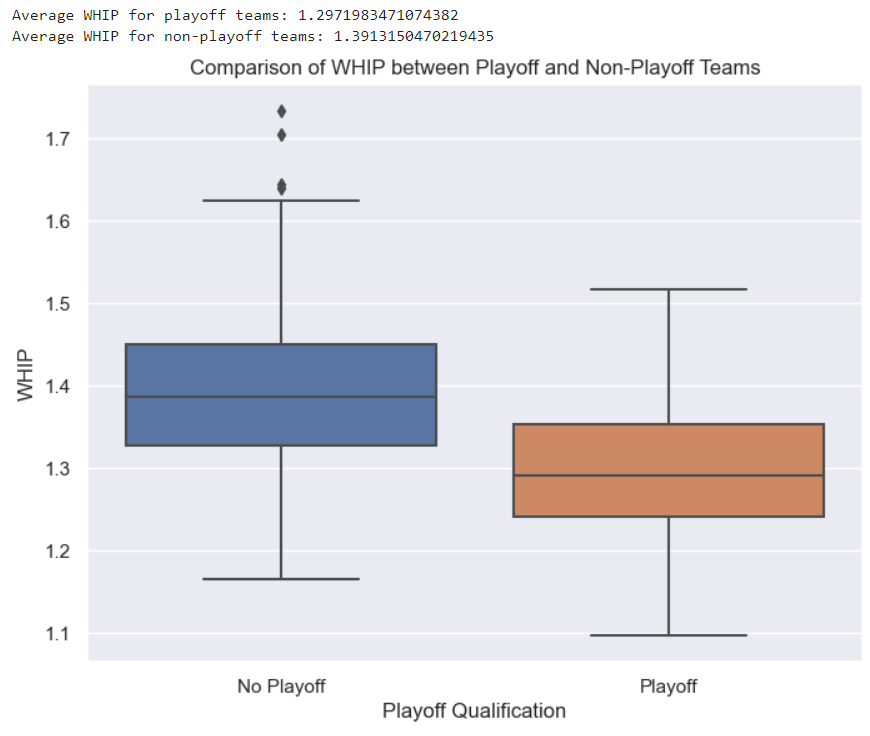 Average WHIP for playoff teams: 1.2971983471074382
Average WHIP for non-playoff teams: 1.3913150470219435
Comparison of WHIP between Playoff and Non-Playoff Teams
1.7
1.6
1.5
1.4
1.3
1.2
1.1
WHIP
No Playoff
Playoff
Playoff Qualification